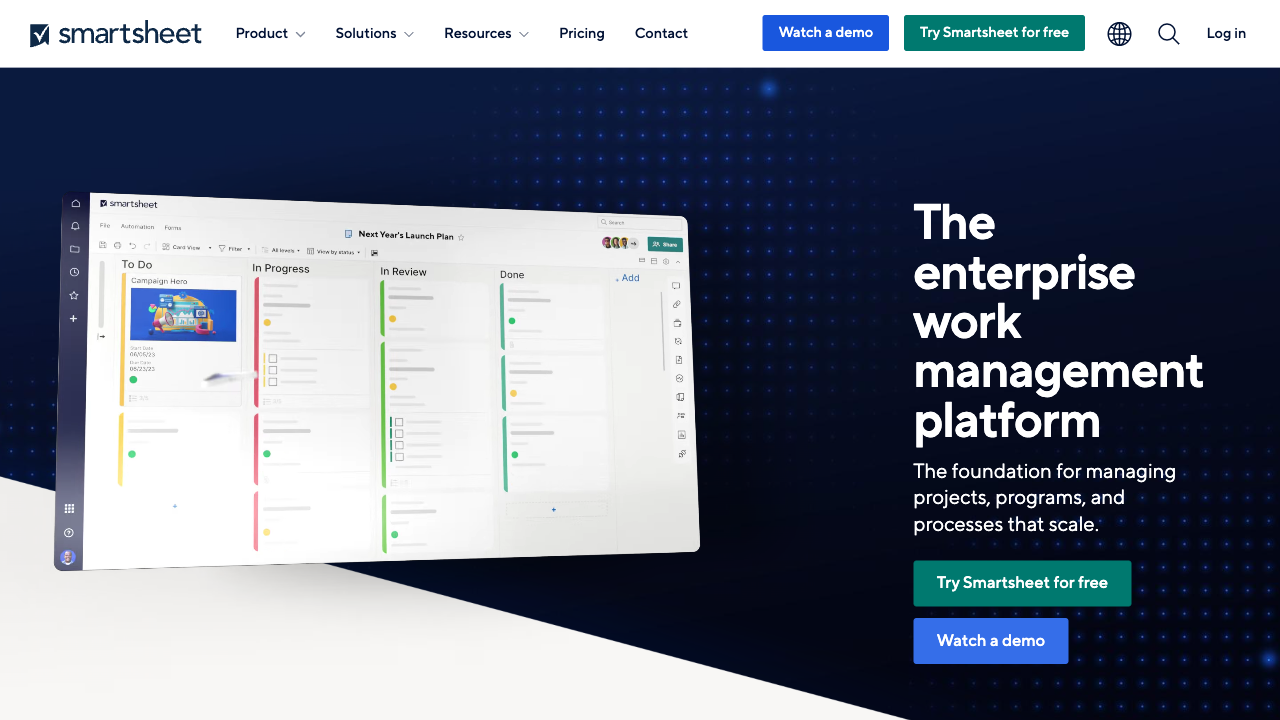 smartsheet
Product
Solutions
Resources
Pricing
Contact
Watch a demo
Try Smartsheet for free
Log in
smartsheet
Search
File Automation Forms
Next Year's Launch Plan
Share
Card View
Filter
All levels
View by status
To Do
In Progress
In Review
Done
Add
Campaign Hero
Start Date
06/05/23
Due Date
06/23/23
The
enterprise
work
management
platform
The foundation for managing
projects, programs, and
processes that scale.
Try Smartsheet for free
Watch a demo